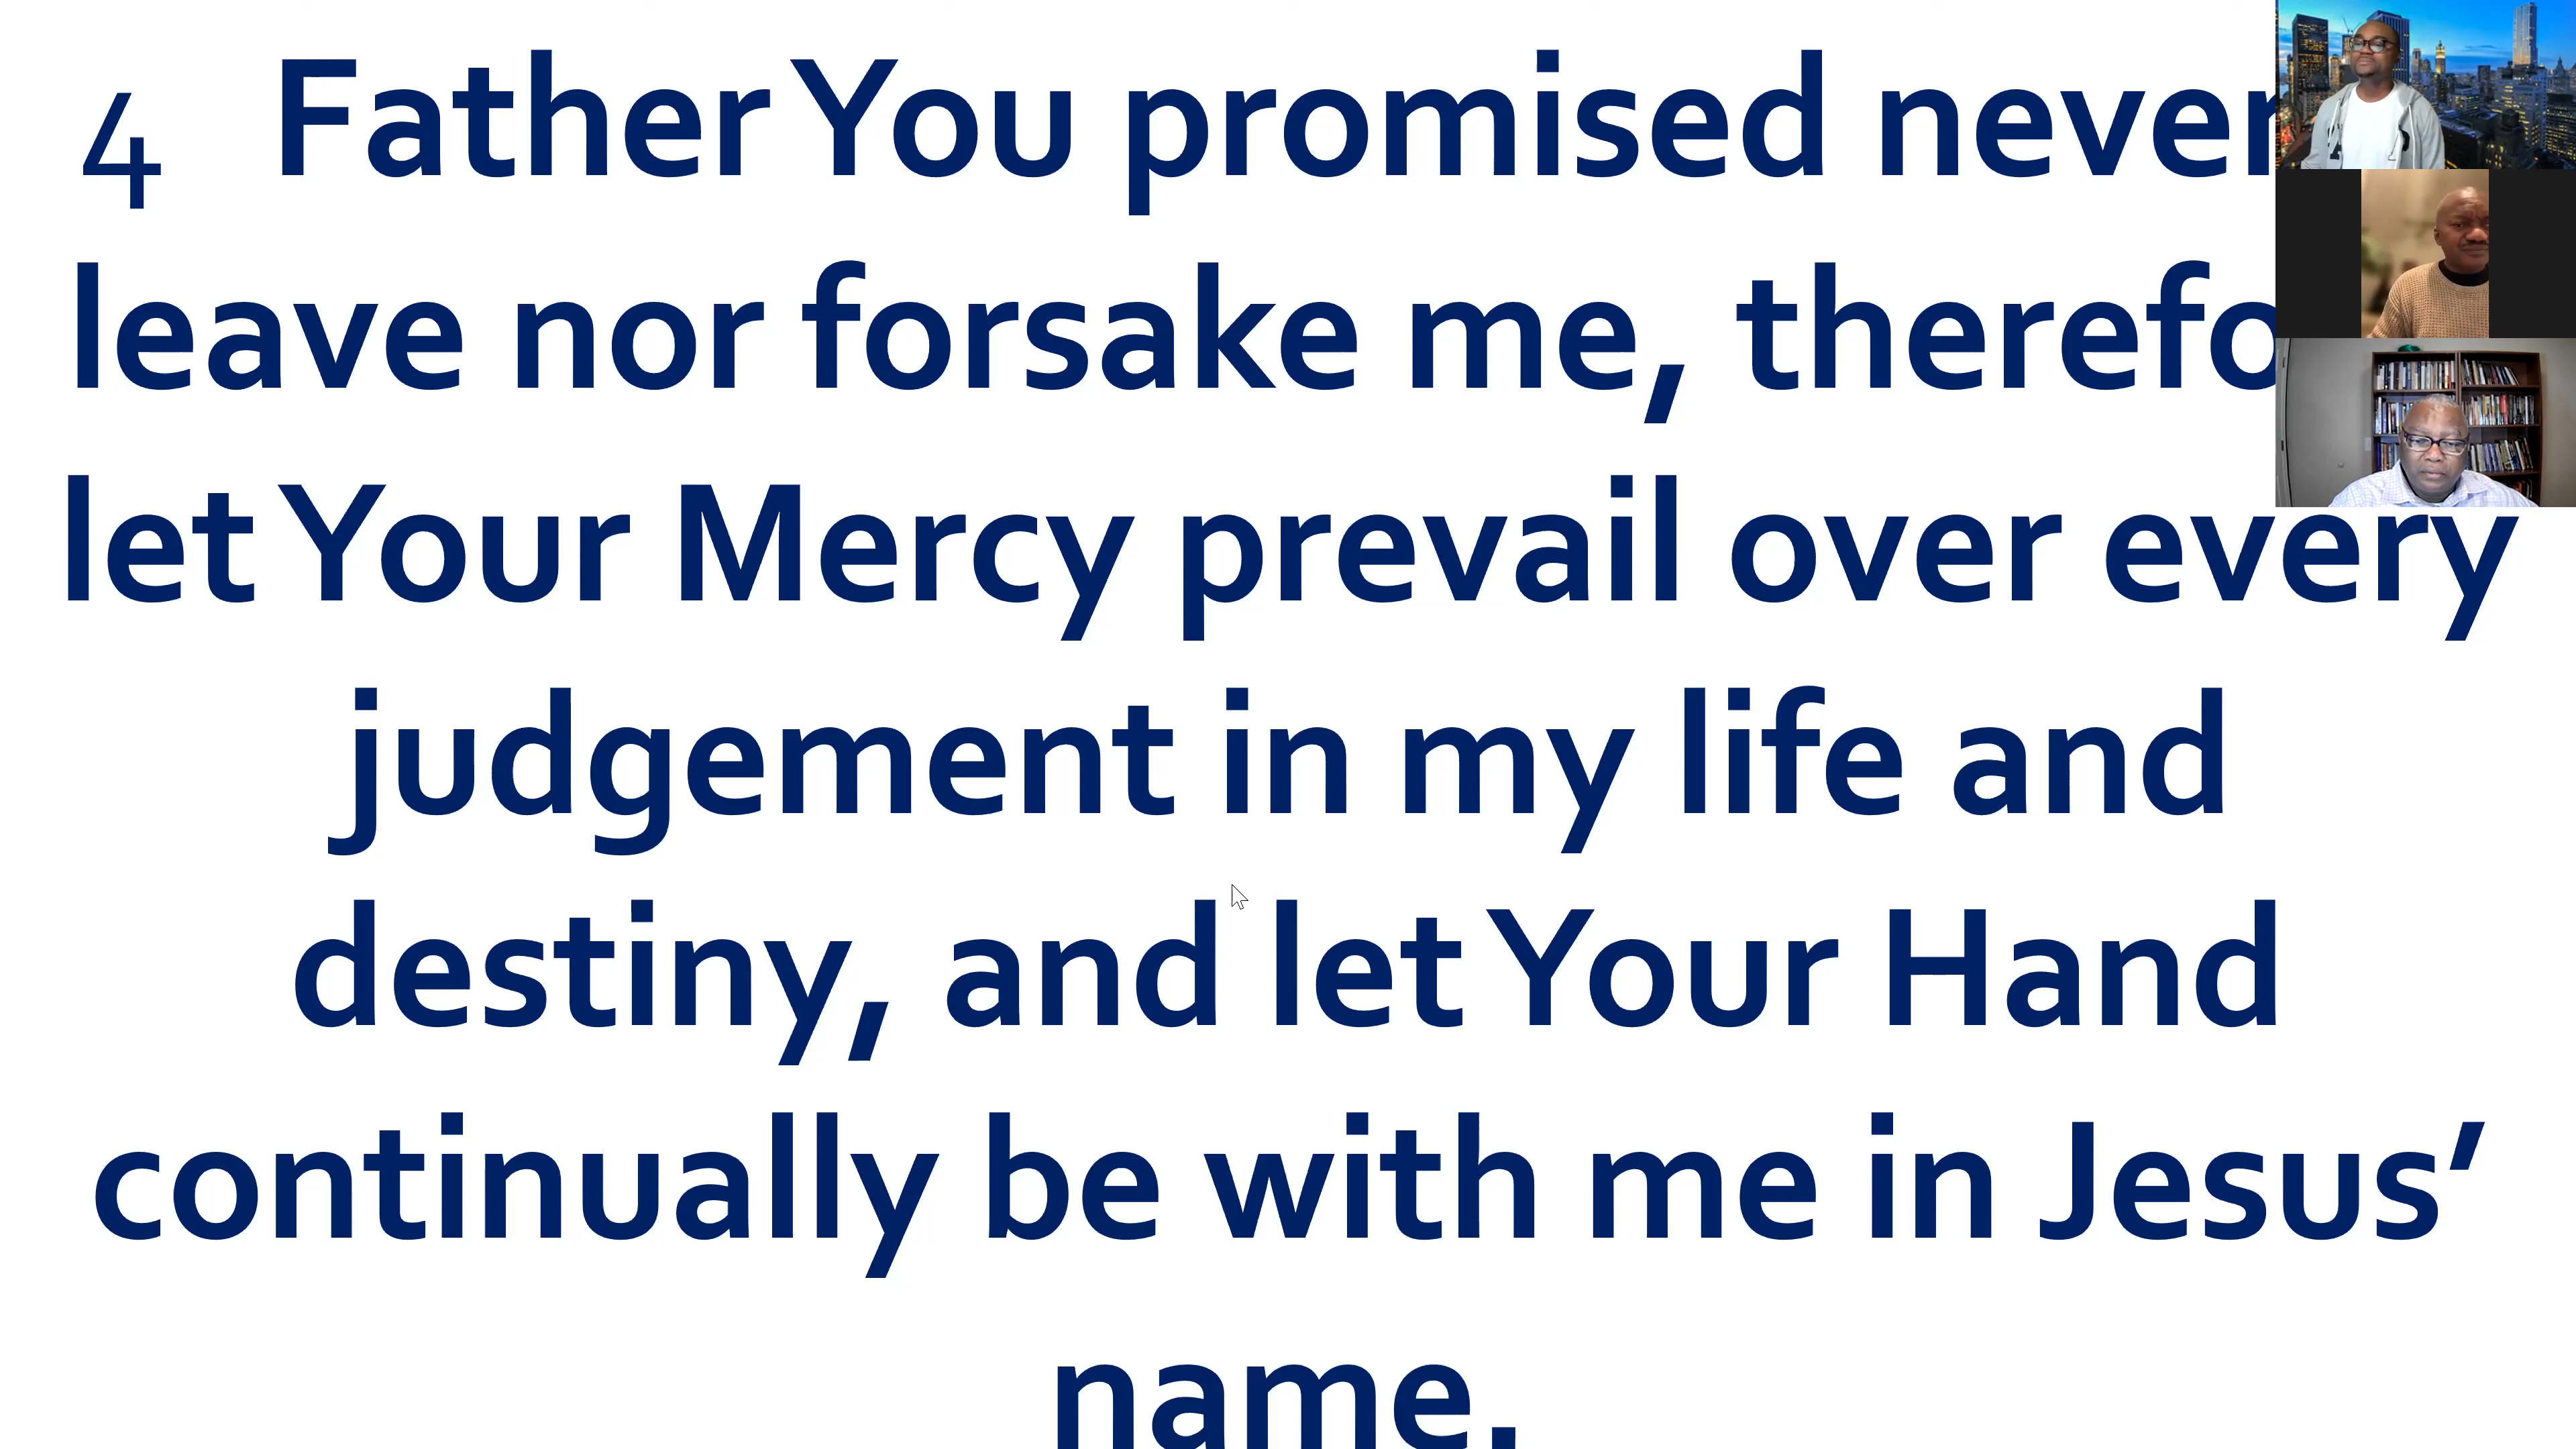 4 Father You promised never
leave nor forsake me,
let Your Mercy prevail over every
judgement in my life and
destiny, and let Your Hand
continually be with me in Jesus’
name.